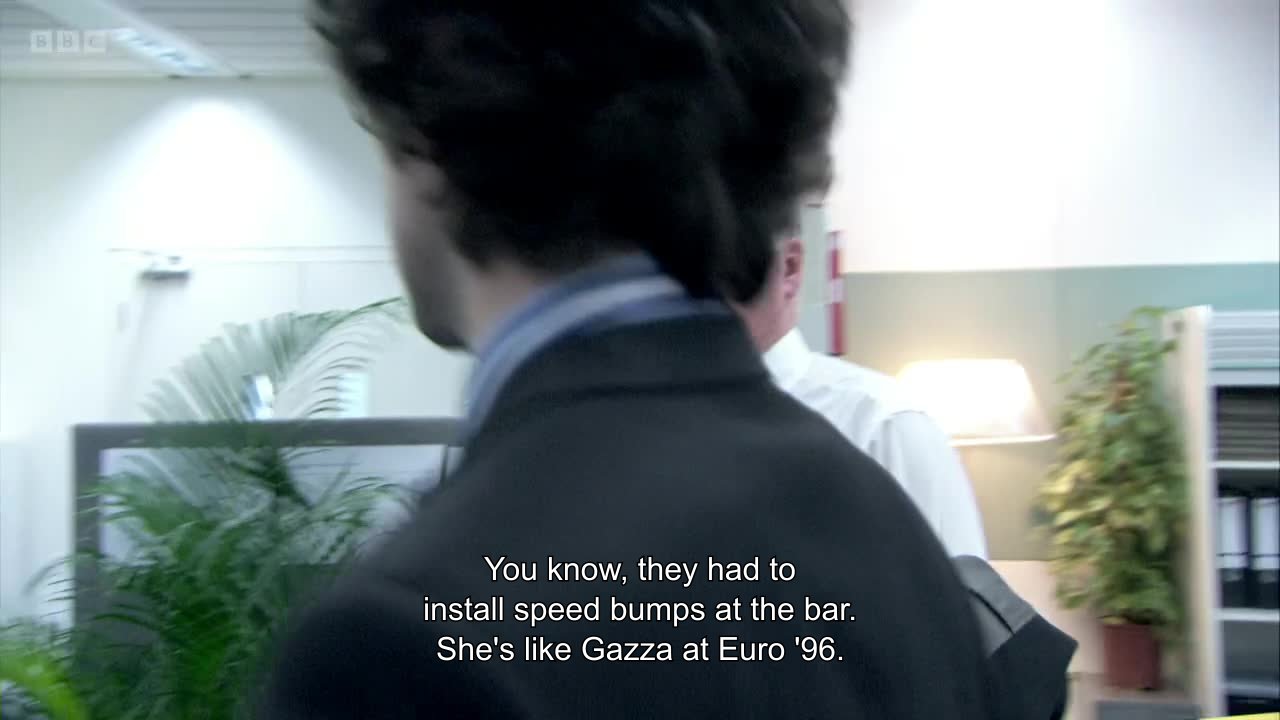 BBC
You know, they had to
install speed bumps at the bar.
She's like Gazza at Euro '96.